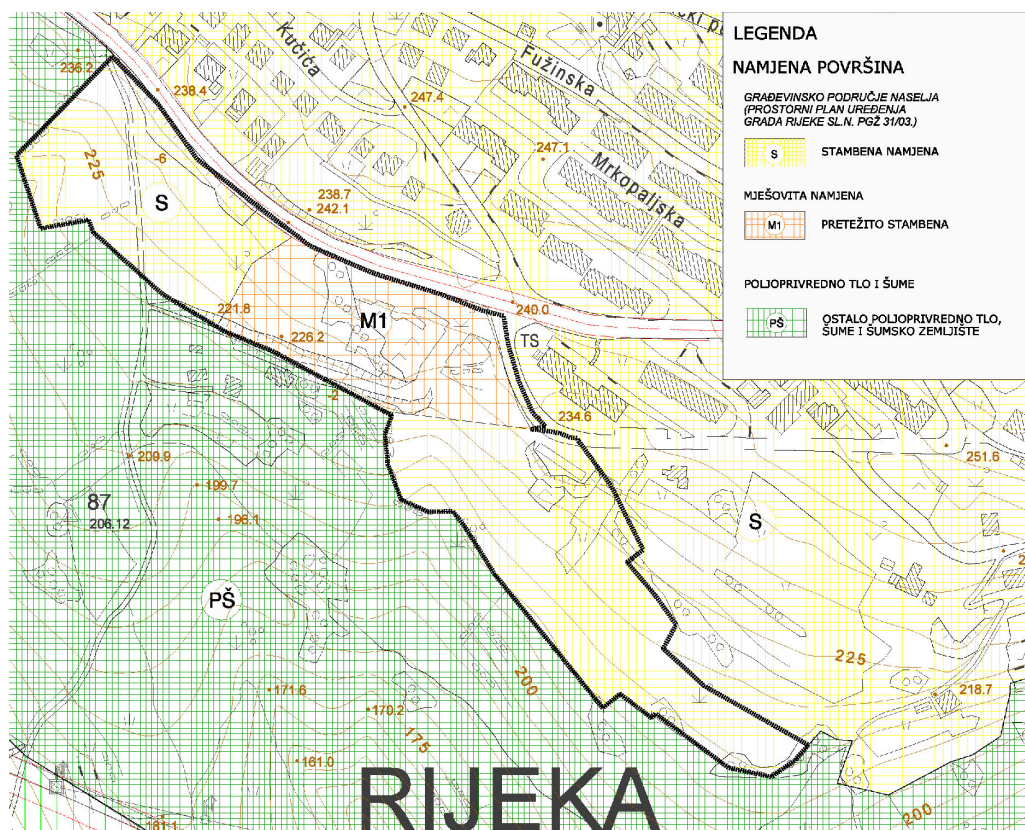 LEGENDA
NAMJENA POVRŠINA
GRAĐEVINSKO PODRUČJE NASELJA
(PROSTORNI PLAN UREĐENJA
GRADA RIJEKE SL.N. PGŽ 31/03.)
S STAMBENA NAMJENA
MJEŠOVITA NAMJENA
M1 PRETEŽITO STAMBENA
POLJOPRIVREDNO TLO I ŠUME
PŠ OSTALO POLJOPRIVREDNO TLO,
ŠUME I ŠUMSKO ZEMLJIŠTE
Kučića
Fužinska
Mrkopaljska
236.2
238.4
247.4
247.1
225
-6
S
238.7
242.1
221.8
226.2
M1
240.0
TS
-2
234.6
251.6
209.9
199.7
87
206.12
196.1
S
PŠ
225
218.7
200
171.6
170.2
175
161.0
RIJEKA
200
161.1